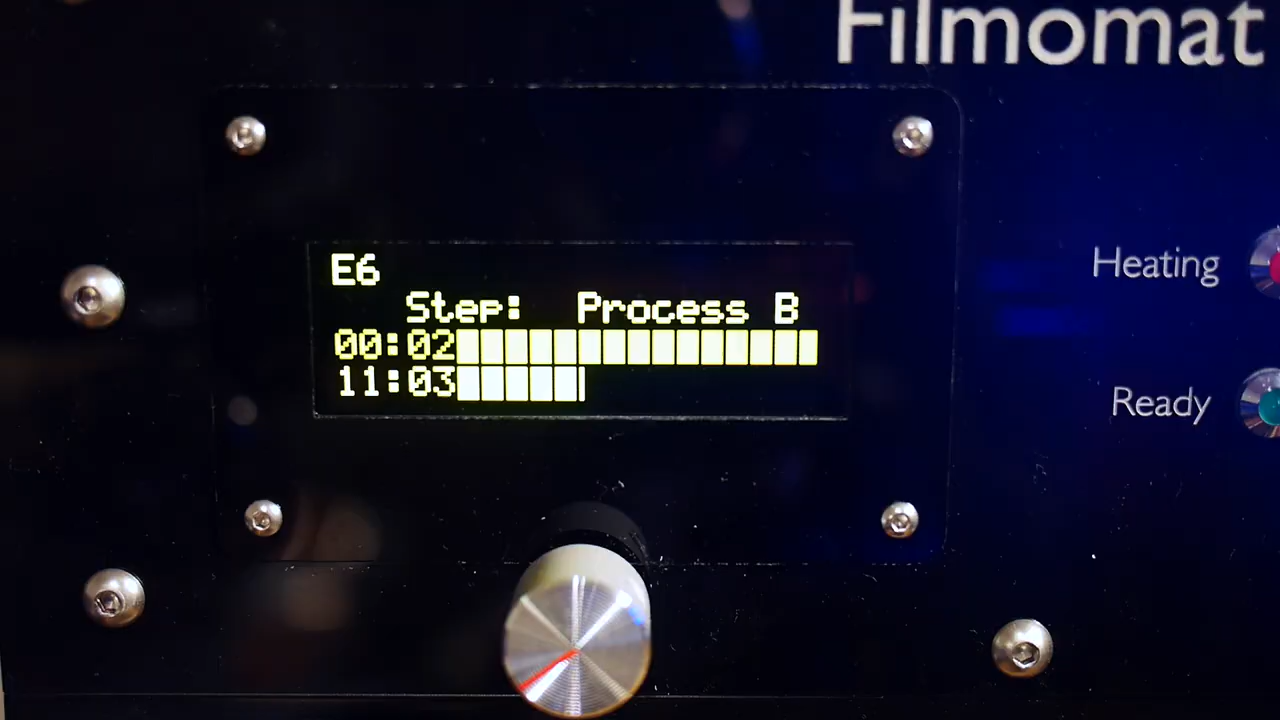 Filmomat
E6
Step: Process B
00:02
11:03
Heating
Ready